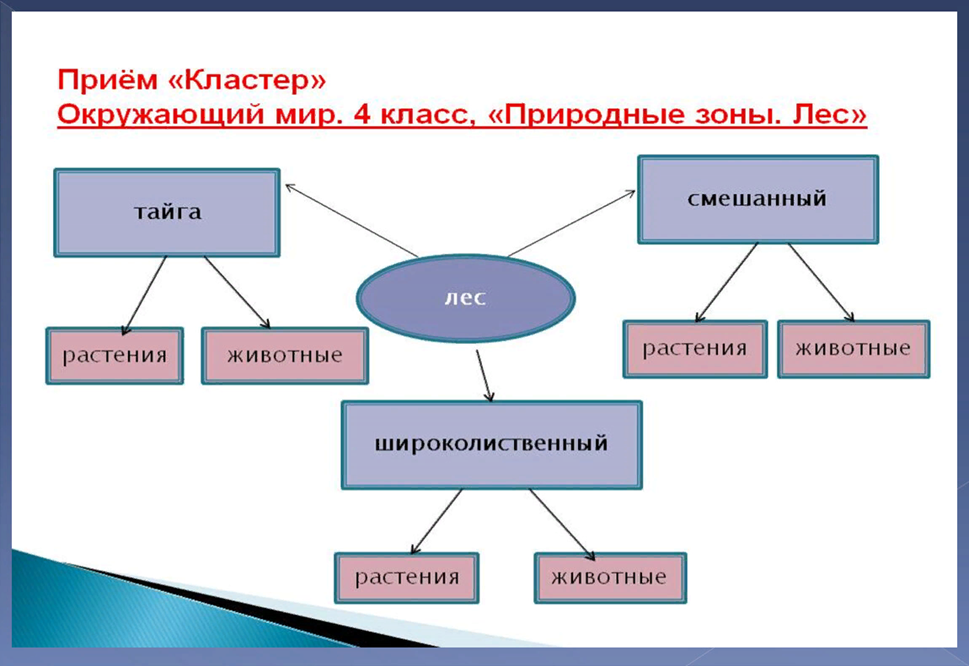 Приём «Кластер»
Окружающий мир. 4 класс, «Природные зоны. Лес»
тайга
смешанный
лес
растения
животные
растения
животные
широколиственный
растения
животные